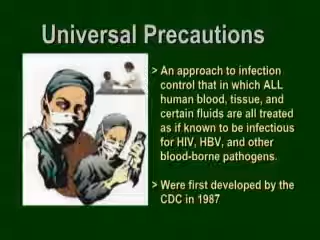 Universal Precautions
> An approach to infection
control that in which ALL
human blood, tissue, and
certain fluids are all treated
as if known to be infectious
for HIV, HBV, and other
blood-borne pathogens.
> Were first developed by the
CDC in 1987